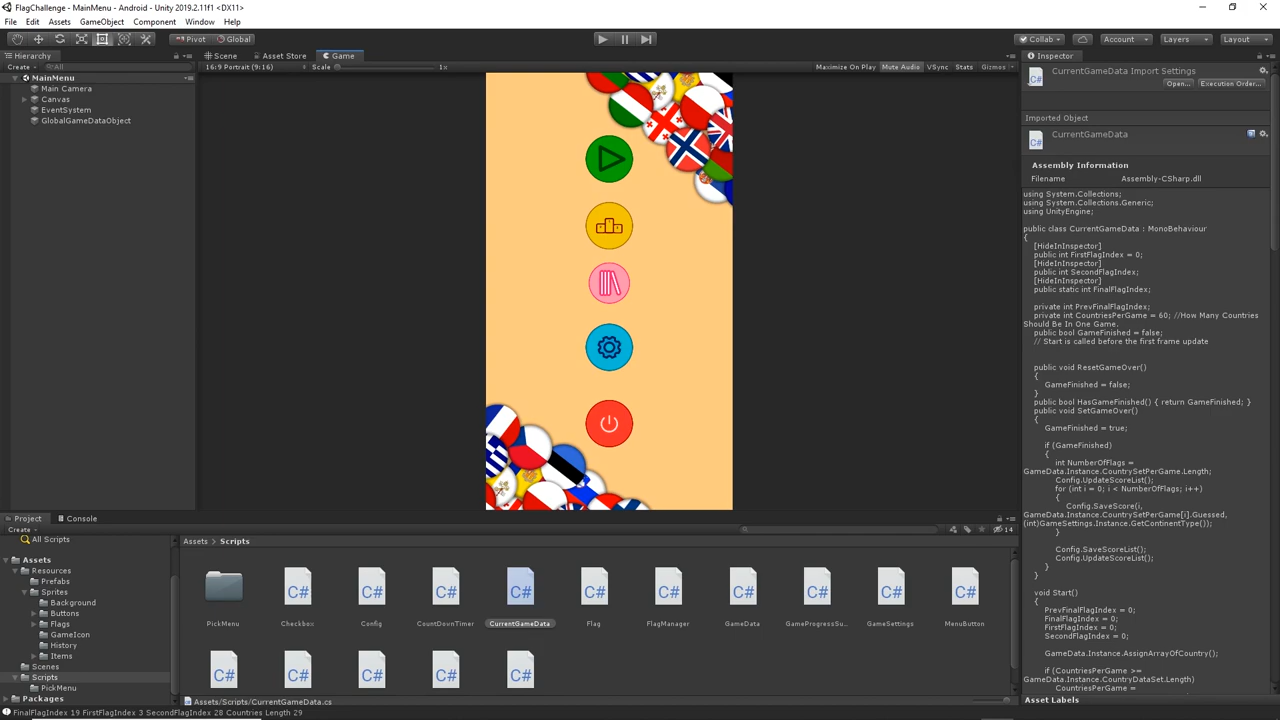 FlagChallenge - MainMenu - Android - Unity 2019.2.11f1 <DX11>
File Edit Assets GameObject Component Window Help
Pivot Global Collab Account Layers Layout
Hierarchy Scene Asset Store Game Inspector
Create All 16:9 Portrait (9:16) Scale 1x Maximize On Play Mute Audio VSync Stats Gizmos
MainMenu
Main Camera
Canvas
EventSystem
GlobalGameDataObject
CurrentGameData Import Settings
Open... Execution Order...
Imported Object
CurrentGameData
Assembly Information
Filename Assembly-CSharp.dll
using System.Collections;
using System.Collections.Generic;
using UnityEngine;
public class CurrentGameData : MonoBehaviour
{
[HideInInspector]
public int FirstFlagIndex = 0;
[HideInInspector]
public int SecondFlagIndex;
[HideInInspector]
public static int FinalFlagIndex;
private int PrevFinalFlagIndex;
private int CountriesPerGame = 60; //How Many Countries
Should Be In One Game.
public bool GameFinished = false;
// Start is called before the first frame update
public void ResetGameOver()
{
GameFinished = false;
}
public bool HasGameFinished() { return GameFinished; }
public void SetGameOver()
{
GameFinished = true;
if (GameFinished)
{
int NumberOfFlags =
GameData.Instance.CountrySetPerGame.Length;
Config.UpdateScoreList();
for (int i = 0; i < NumberOfFlags; i++)
{
Config.SaveScore(i,
GameData.Instance.CountrySetPerGame[i].Guessed,
(int)GameSettings.Instance.GetContinentType());
}
Config.SaveScoreList();
Config.UpdateScoreList();
}
}
void Start()
{
PrevFinalFlagIndex = 0;
FinalFlagIndex = 0;
FirstFlagIndex = 0;
SecondFlagIndex = 0;
GameData.Instance.AssignArrayOfCountry();
if (CountriesPerGame >=
GameData.Instance.CountryDataSet.Length)
CountriesPerGame =
Asset Labels
Project Console
Create 14
All Scripts
Assets
Resources
Prefabs
Sprites
Background
Buttons
Flags
GameIcon
History
Items
Scenes
Scripts
PickMenu
Packages
Assets Scripts
PickMenu Checkbox Config CountDownTimer CurrentGameData Flag FlagManager GameData GameProgressSu... GameSettings MenuButton
Assets/Scripts/CurrentGameData.cs
FinalFlagIndex 19 FirstFlagIndex 3 SecondFlagIndex 28 Countries Length 29